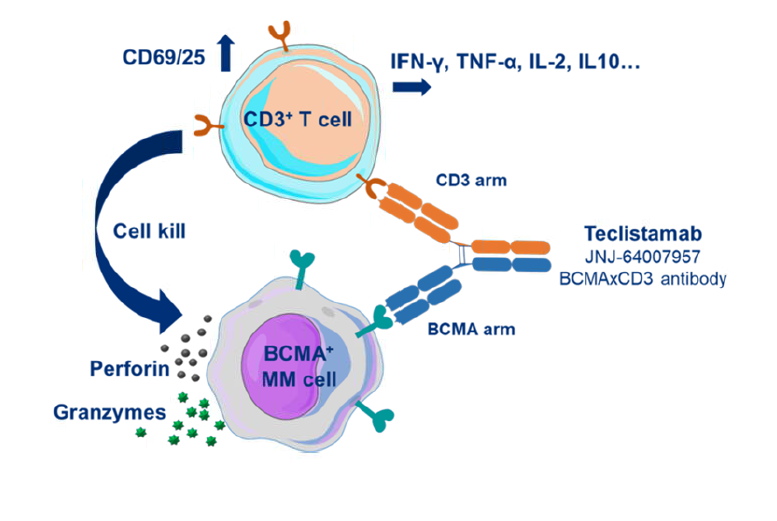 CD69/25
IFN-γ, TNF-α, IL-2, IL10...
CD3⁺ T cell
CD3 arm
Cell kill
Teclistamab
JNJ-64007957
BCMAxCD3 antibody
BCMA arm
BCMA⁺
MM cell
Perforin
Granzymes